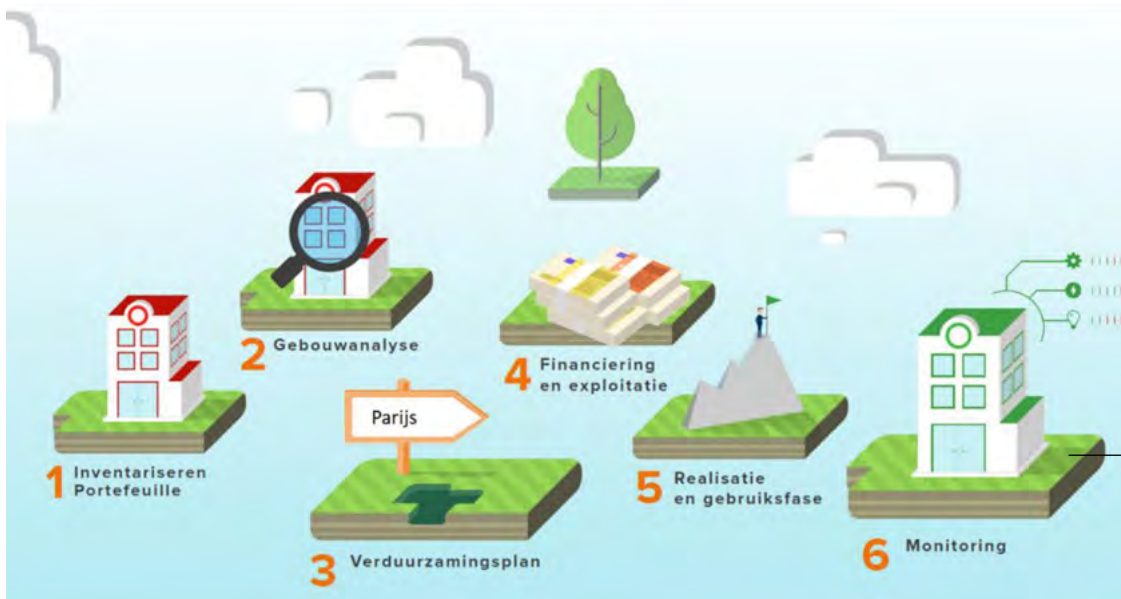 1 Inventariseren
Portefeuille
2 Gebouwanalyse
Parijs
3 Verduurzamingsplan
4 Financiering
en exploitatie
5 Realisatie
en gebruiksfase
6 Monitoring